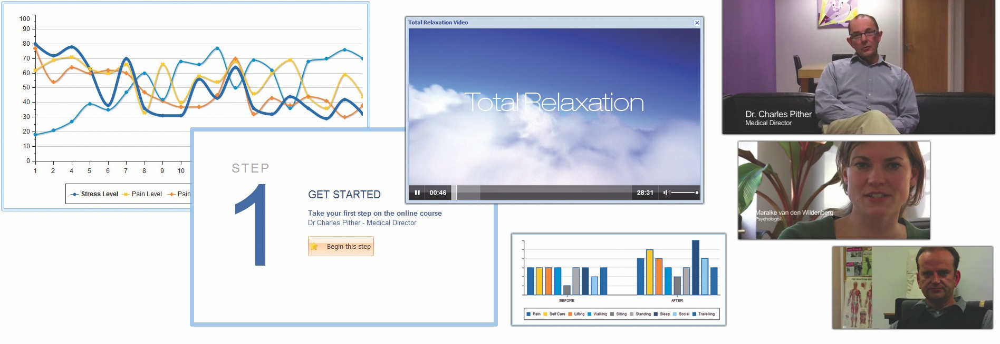 100
90
80
70
60
50
40
30
20
10
0
1 2 4 5 6 7 8 9 10
Stress Level Pain Level Pain
STEP
1
GET STARTED
Take your first step on the online course
Dr Charles Pither - Medical Director
Begin this step
Total Relaxation Video
Total Relaxation
00:46 28:31
BEFORE AFTER
Pain Self Care Lifting Walking Sitting Standing Sleep Social Travelling
Dr. Charles Pither
Medical Director
Maralke van den Wildenberg
Psychologist